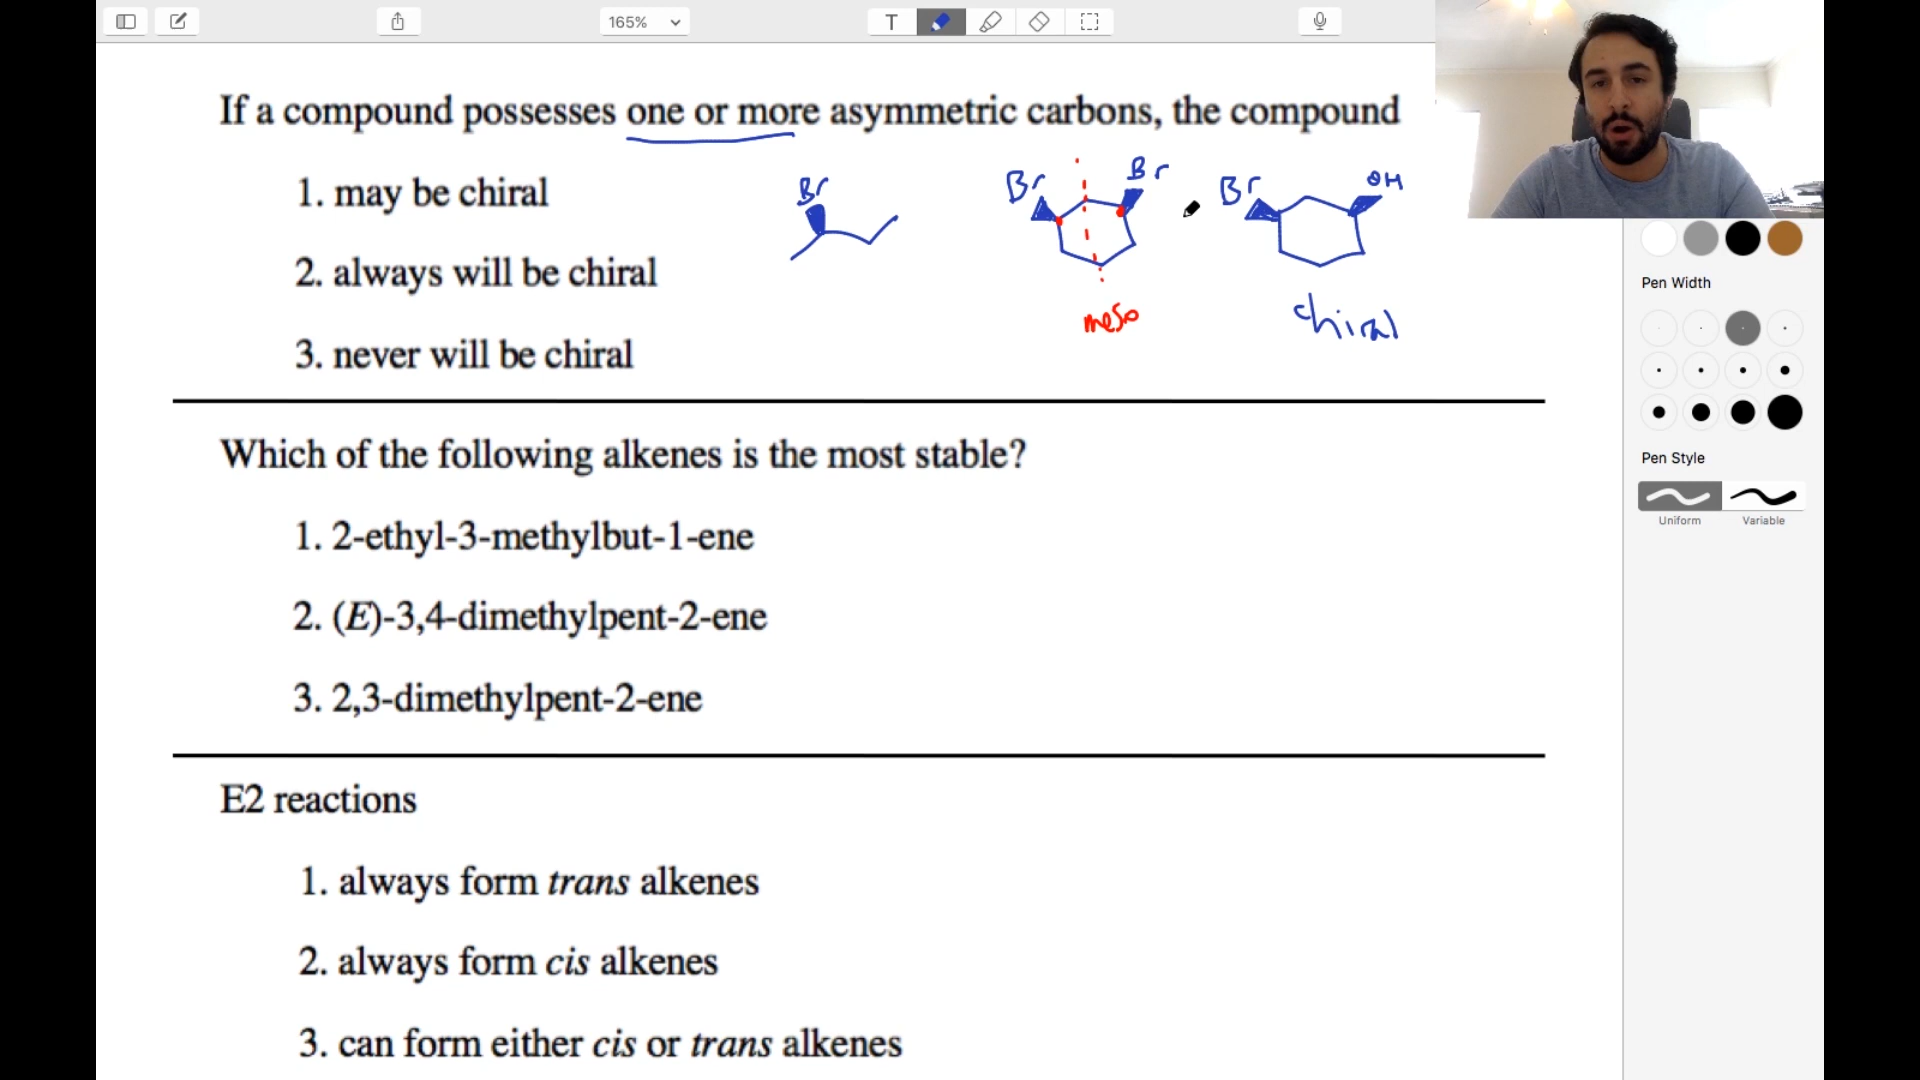 T
165%
If a compound possesses one or more asymmetric carbons, the compound
1. may be chiral
Br
Br
Br
Br
OH
2. always will be chiral
meso
chiral
3. never will be chiral
Which of the following alkenes is the most stable?
1. 2-ethyl-3-methylbut-1-ene
2. (E)-3,4-dimethylpent-2-ene
3. 2,3-dimethylpent-2-ene
E2 reactions
1. always form trans alkenes
2. always form cis alkenes
3. can form either cis or trans alkenes
Pen Width
Pen Style
Uniform
Variable